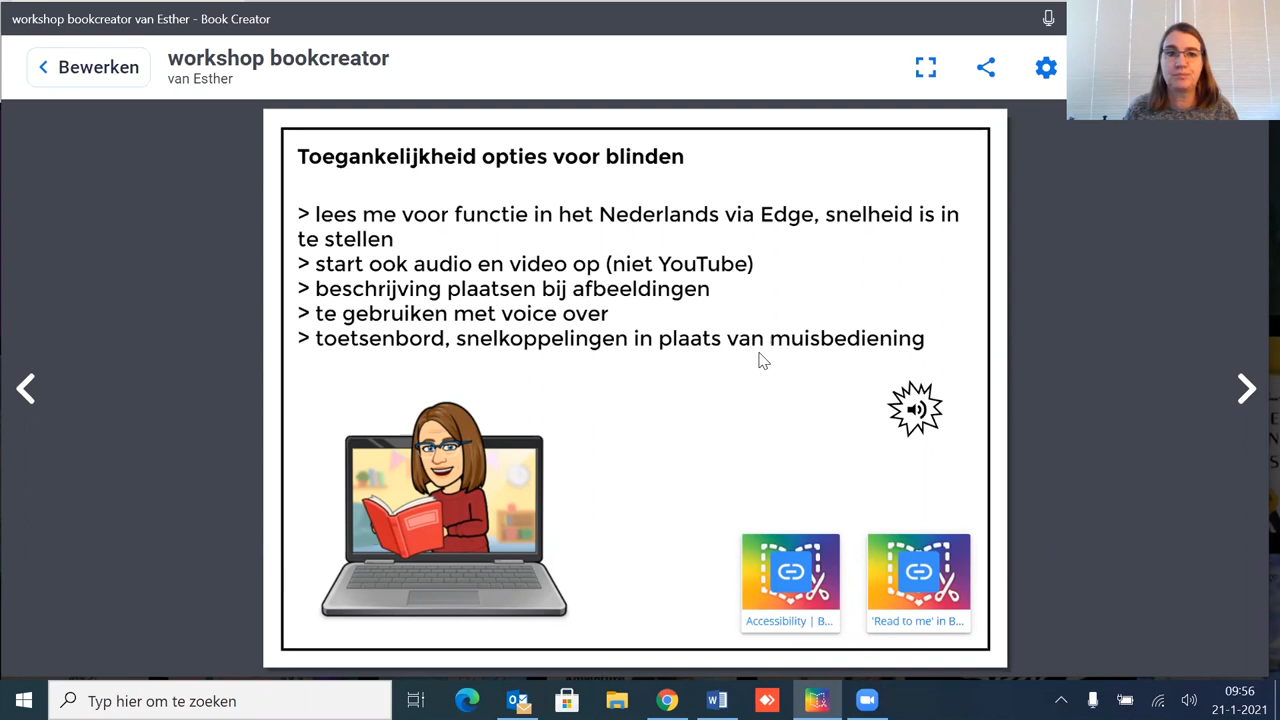 workshop bookcreator van Esther - Book Creator
Bewerken
workshop bookcreator
van Esther
Toegankelijkheid opties voor blinden
> lees me voor functie in het Nederlands via Edge, snelheid is in
te stellen
> start ook audio en video op (niet YouTube)
> beschrijving plaatsen bij afbeeldingen
> te gebruiken met voice over
> toetsenbord, snelkoppelingen in plaats van muisbediening
Accessibility | B...
'Read to me' in B...
Typ hier om te zoeken
09:56
21-1-2021